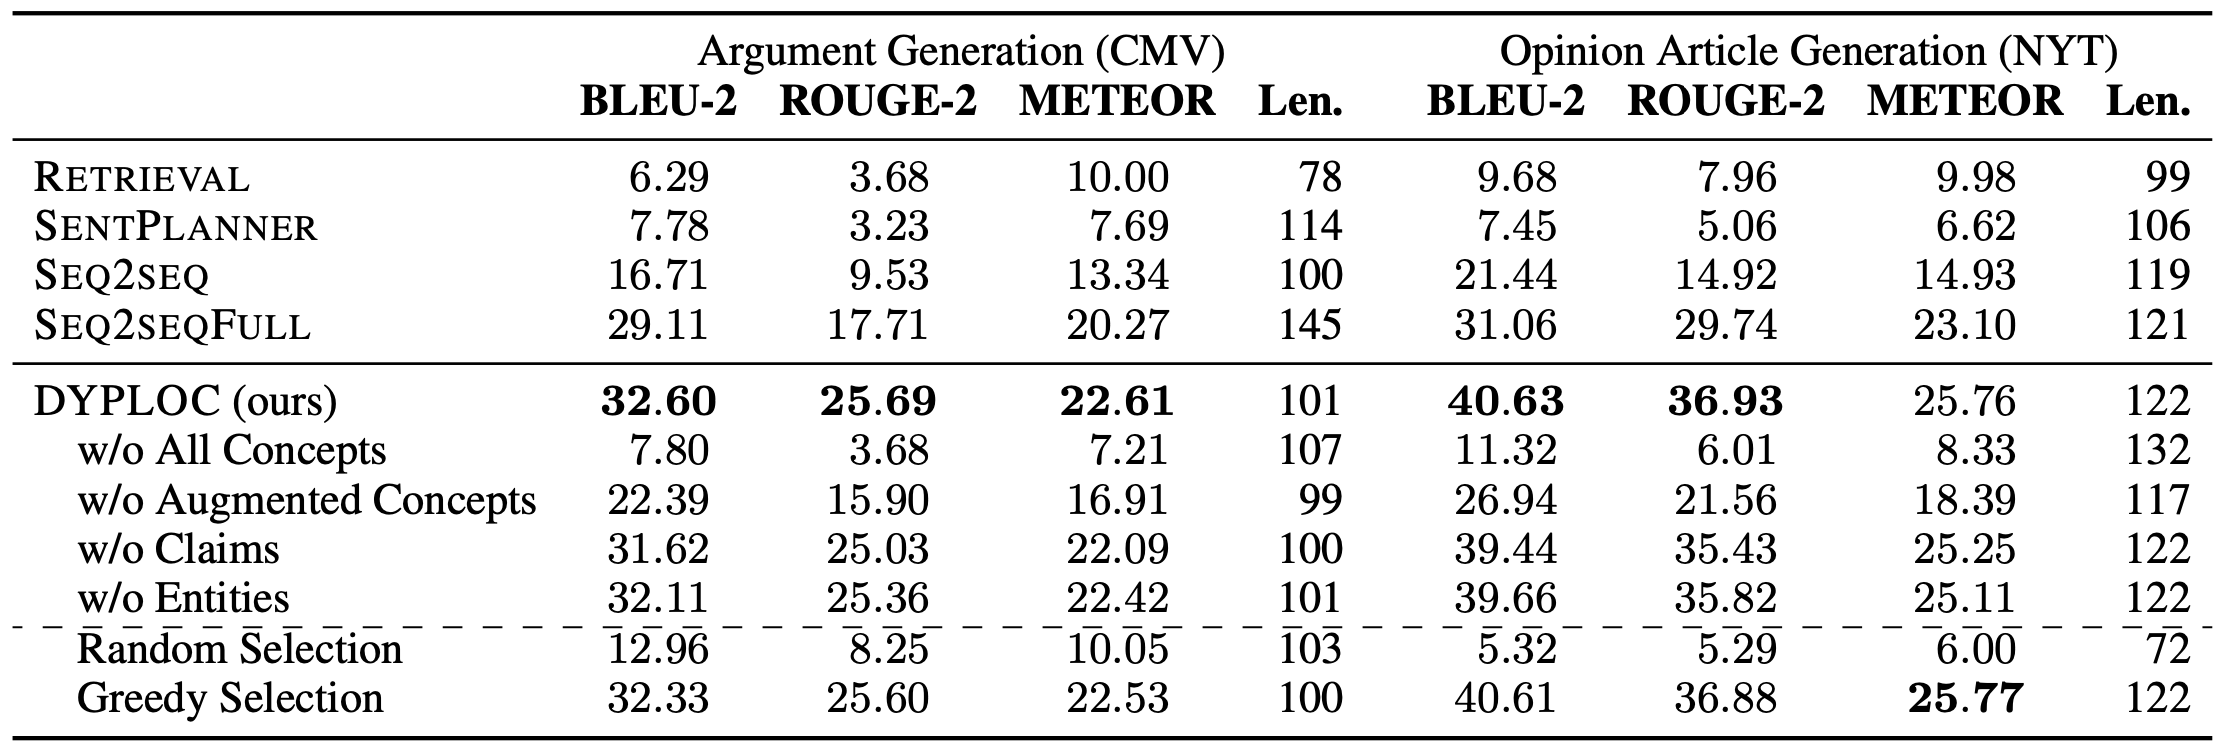 Argument Generation (CMV) Opinion Article Generation (NYT)
BLEU-2 ROUGE-2 METEOR Len. BLEU-2 ROUGE-2 METEOR Len.
RETRIEVAL 6.29 3.68 10.00 78 9.68 7.96 9.98 99
SENTPLANNER 7.78 3.23 7.69 114 7.45 5.06 6.62 106
SEQ2SEQ 16.71 9.53 13.34 100 21.44 14.92 14.93 119
SEQ2SEQFULL 29.11 17.71 20.27 145 31.06 29.74 23.10 121
DYPLOC (ours) 32.60 25.69 22.61 101 40.63 36.93 25.76 122
w/o All Concepts 7.80 3.68 7.21 107 11.32 6.01 8.33 132
w/o Augmented Concepts 22.39 15.90 16.91 99 26.94 21.56 18.39 117
w/o Claims 31.62 25.03 22.09 100 39.44 35.43 25.25 122
w/o Entities 32.11 25.36 22.42 101 39.66 35.82 25.11 122
Random Selection 12.96 8.25 10.05 103 5.32 5.29 6.00 72
Greedy Selection 32.33 25.60 22.53 100 40.61 36.88 25.77 122